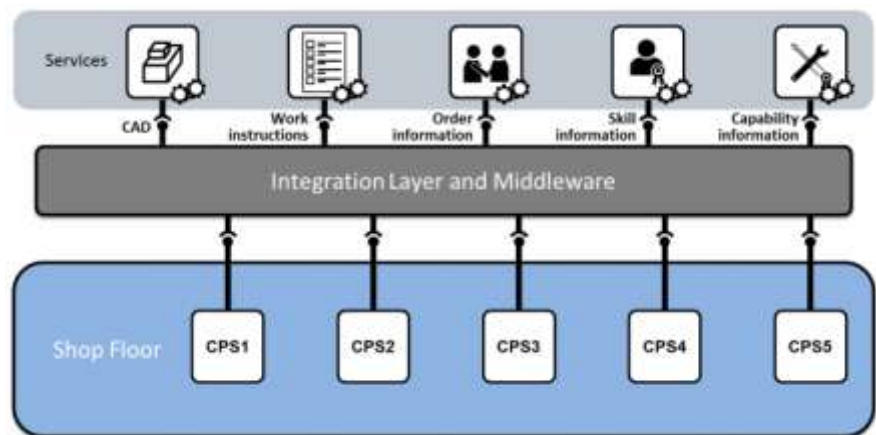 Services
CAD
Work
instructions
Order
information
Skill
information
Capability
information
Integration Layer and Middleware
Shop Floor
CPS1
CPS2
CPS3
CPS4
CPS5